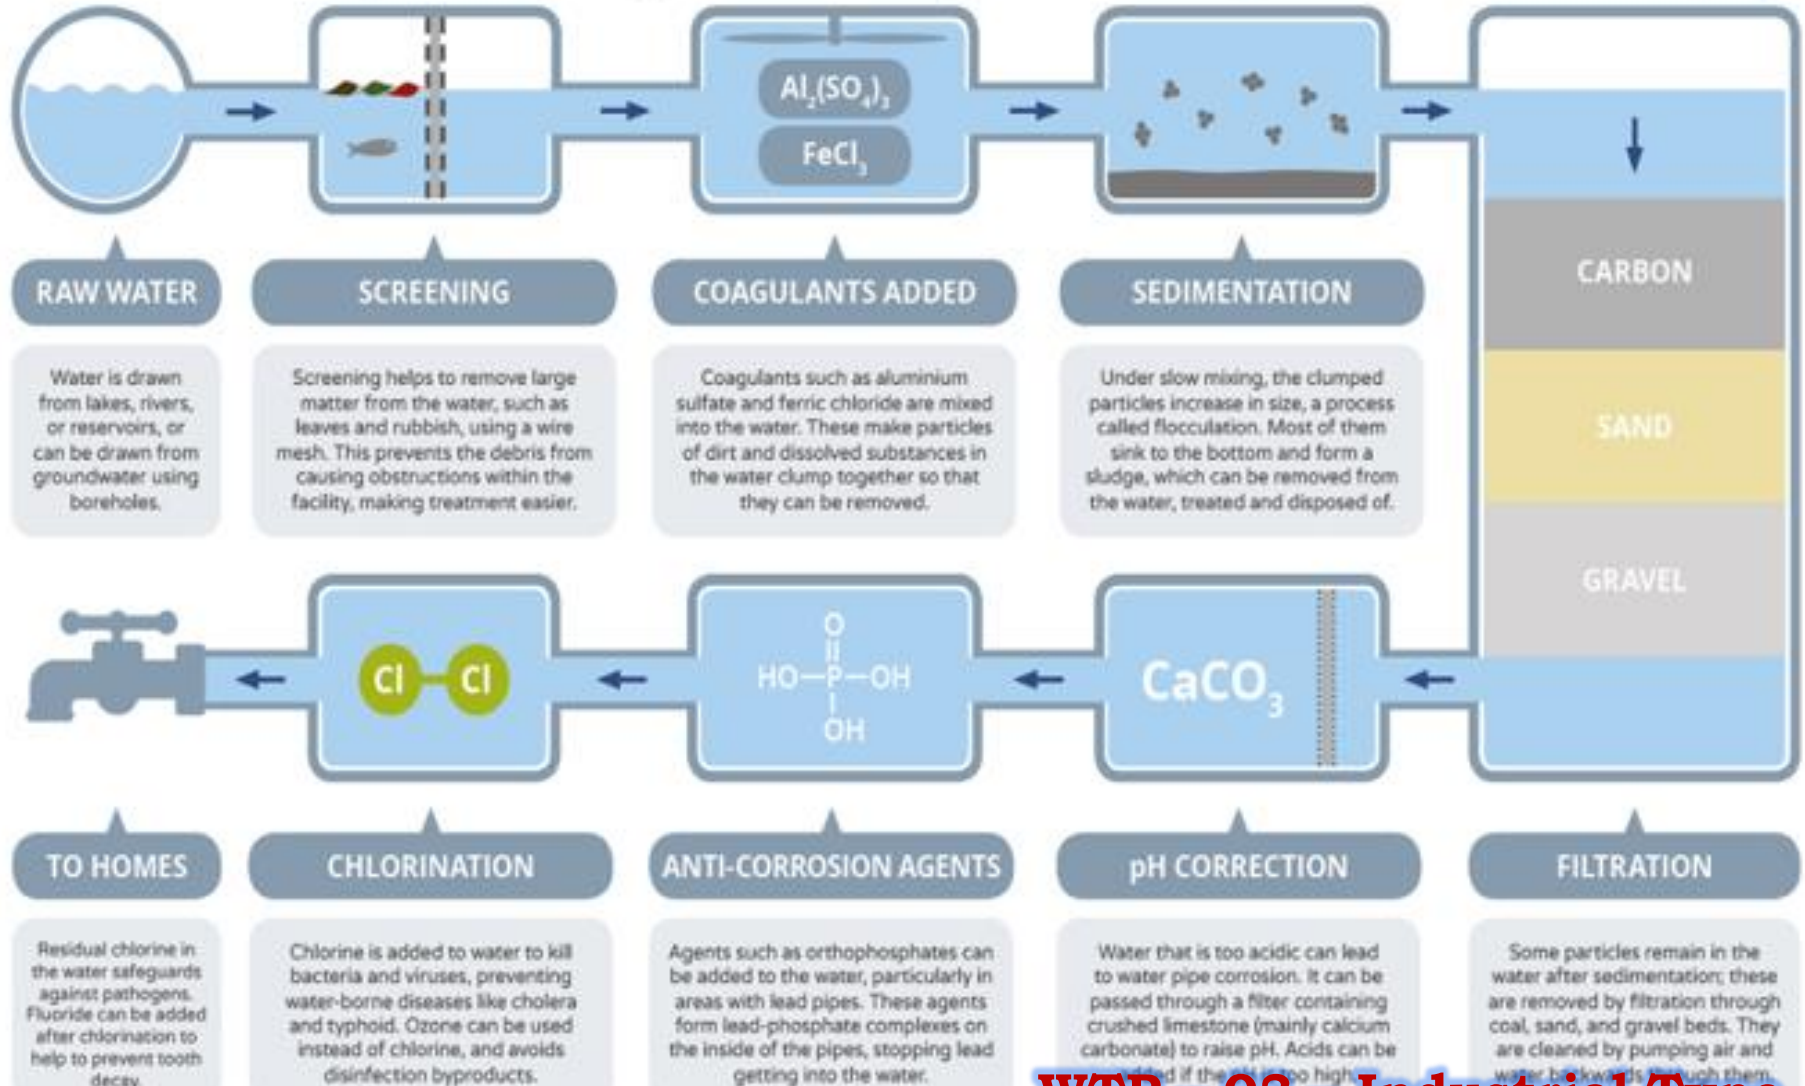 Al2(SO4)3
FeCl3
CARBON
SAND
GRAVEL
RAW WATER
Water is drawn
from lakes, rivers,
or reservoirs, or
can be drawn from
groundwater using
boreholes.
SCREENING
Screening helps to remove large
matter from the water, such as
leaves and rubbish, using a wire
mesh. This prevents the debris from
causing obstructions within the
facility, making treatment easier.
COAGULANTS ADDED
Coagulants such as aluminium
sulfate and ferric chloride are mixed
into the water. These make particles
of dirt and dissolved substances in
the water clump together so that
they can be removed.
SEDIMENTATION
Under slow mixing, the clumped
particles increase in size, a process
called flocculation. Most of them
sink to the bottom and form a
sludge, which can be removed from
the water, treated and disposed of.
Cl Cl
O
HO P OH
OH
CaCO3
TO HOMES
Residual chlorine in
the water safeguards
against pathogens.
Fluoride can be added
after chlorination to
help to prevent tooth
decay.
CHLORINATION
Chlorine is added to water to kill
bacteria and viruses, preventing
water-borne diseases like cholera
and typhoid. Ozone can be used
instead of chlorine, and avoids
disinfection byproducts.
ANTI-CORROSION AGENTS
Agents such as orthophosphates can
be added to the water, particularly in
areas with lead pipes. These agents
form lead-phosphate complexes on
the inside of the pipes, stopping lead
getting into the water.
pH CORRECTION
Water that is too acidic can lead
to water pipe corrosion. It can be
passed through a filter containing
crushed limestone (mainly calcium
carbonate) to raise pH. Acids can be
if the too high
FILTRATION
Some particles remain in the
water after sedimentation; these
are removed by filtration through
coal, sand, and gravel beds. They
are cleaned by pumping air and
water through them.